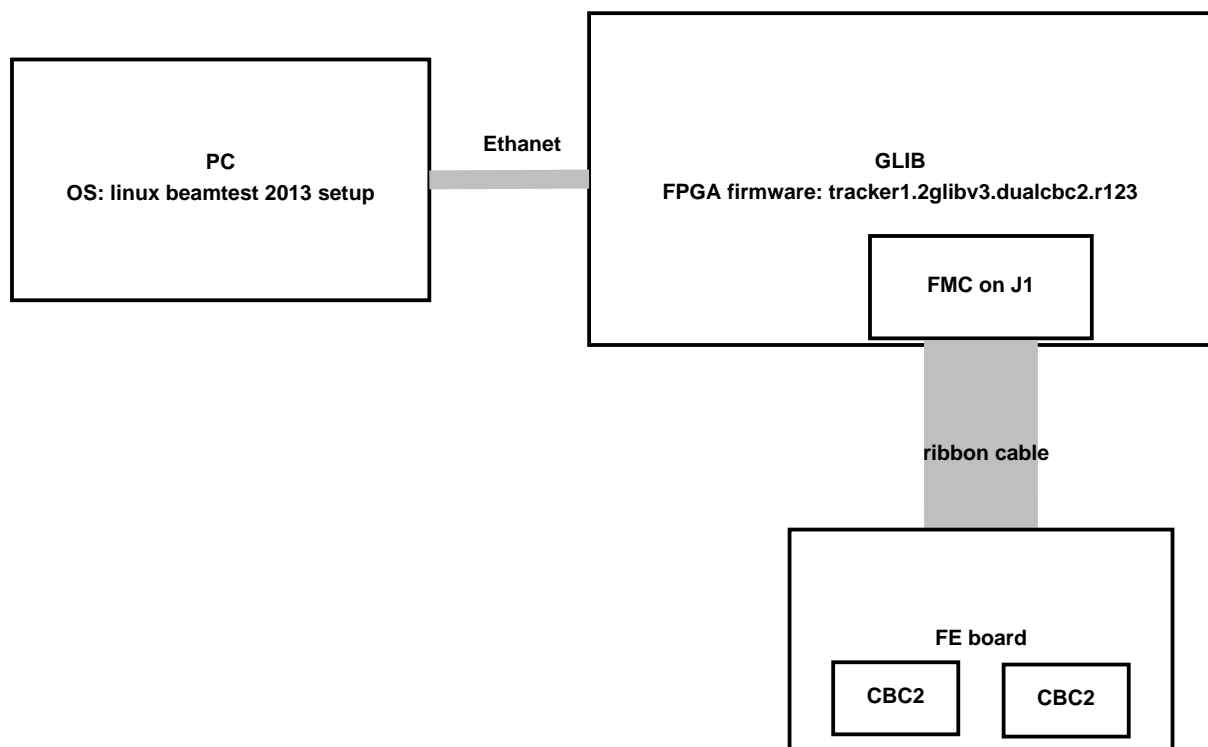 Ethanet
PC
OS: linux beamtest 2013 setup
GLIB
FPGA firmware: tracker1.2glibv3.dualcbc2.r123
FMC on J1
ribbon cable
FE board
CBC2
CBC2